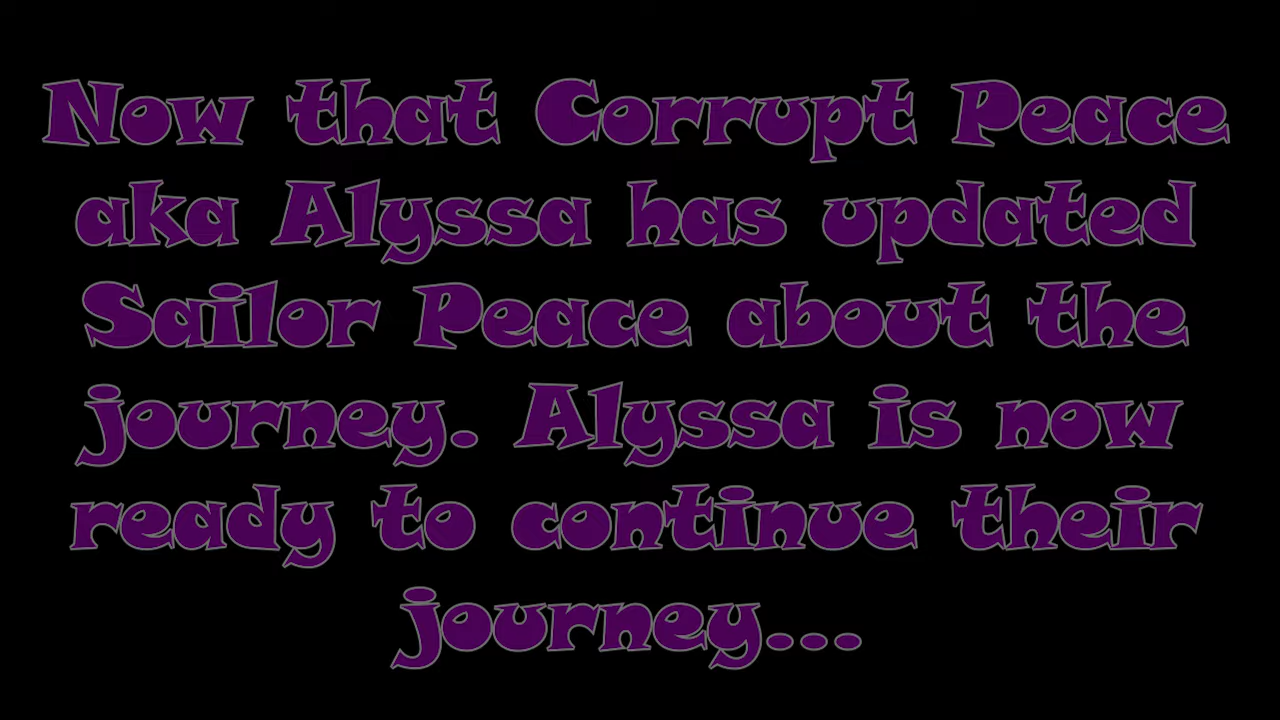 Now that Corrupt Peace
aka Alyssa has updated
Sailor Peace about the
journey. Alyssa is now
ready to continue their
journey...